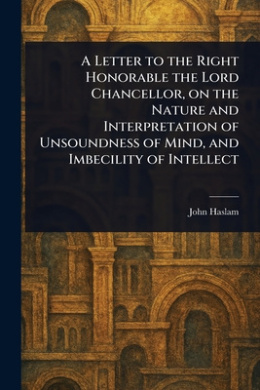 A Letter to the Right
Honorable the Lord
Chancellor, on the
Nature and
Interpretation of
Unsoundness of Mind, and
Imbecility of Intellect
John Haslam